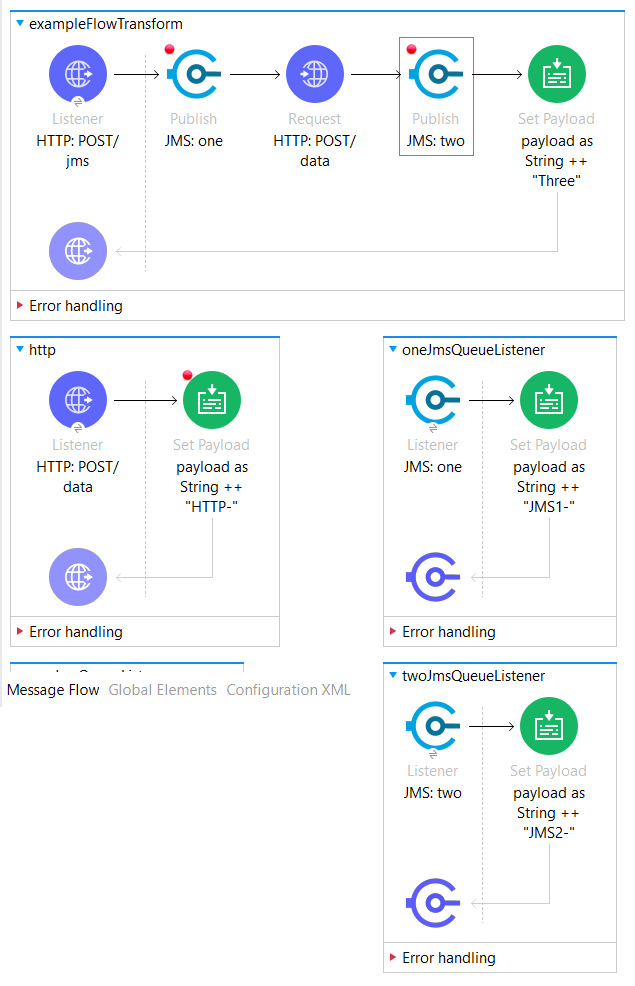 exampleFlowTransform
Listener
HTTP: POST/
jms
Publish
JMS: one
Request
HTTP: POST/
data
Publish
JMS: two
Set Payload
payload as
String ++
"Three"
Error handling
http
Listener
HTTP: POST/
data
Set Payload
payload as
String ++
"HTTP-"
Error handling
oneJmsQueueListener
Listener
JMS: one
Set Payload
payload as
String ++
"JMS1-"
Error handling
Message Flow Global Elements Configuration XML
twoJmsQueueListener
Listener
JMS: two
Set Payload
payload as
String ++
"JMS2-"
Error handling